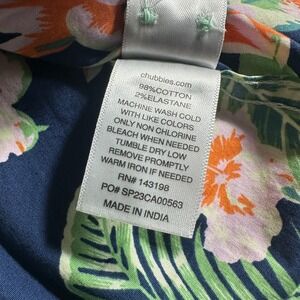 chubbies.com
98%COTTON
2%ELASTANE
MACHINE WASH COLD
WITH LIKE COLORS
ONLY NON CHLORINE
BLEACH WHEN NEEDED
TUMBLE DRY LOW
REMOVE PROMPTLY
WARM IRON IF NEEDED
RN# 143198
PO# SP23CA00563
MADE IN INDIA